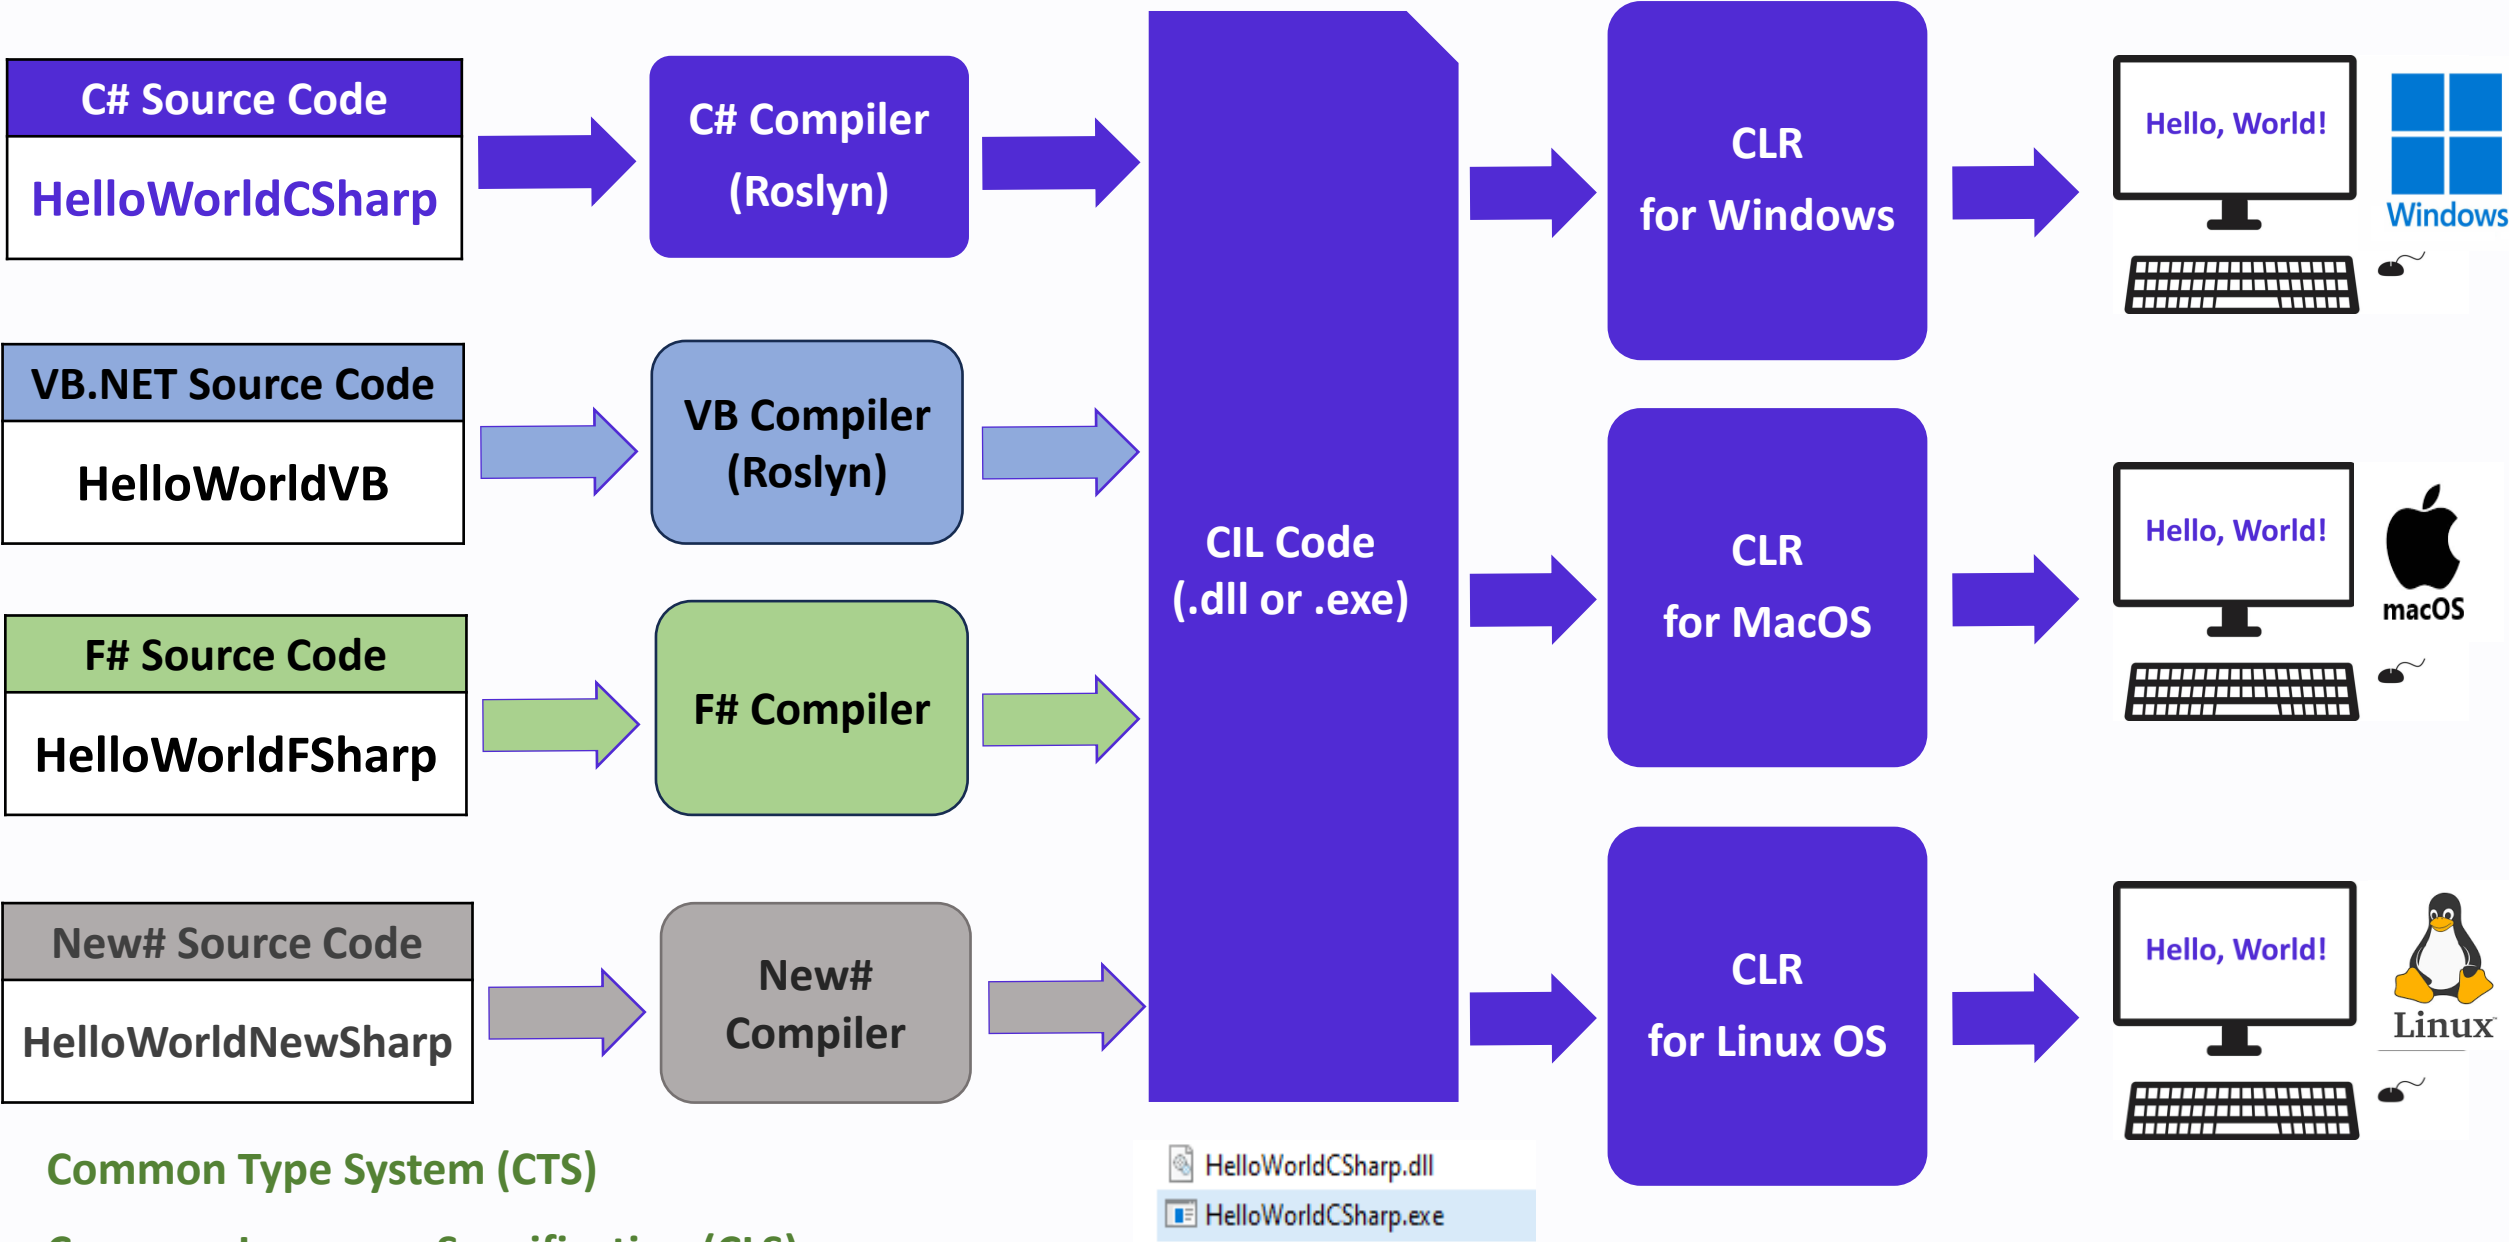 C# Source Code
HelloWorldCSharp
C# Compiler
(Roslyn)
VB.NET Source Code
HelloWorldVB
VB Compiler
(Roslyn)
F# Source Code
HelloWorldFSharp
F# Compiler
New# Source Code
HelloWorldNewSharp
New#
Compiler
CIL Code
(.dll or .exe)
CLR
for Windows
Hello, World!
Windows
CLR
for MacOS
Hello, World!
macOS
CLR
for Linux OS
Hello, World!
Linux™
Common Type System (CTS)
HelloWorldCSharp.dll
HelloWorldCSharp.exe